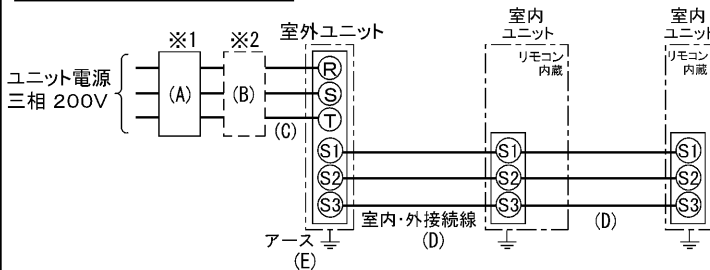 ※1
※2
室外ユニット
室内
ユニット
室内
ユニット
リモコン
内蔵
リモコン
内蔵
ユニット電源
三相 200V
(A)
(B)
(C)
R
S
T
S1
S2
S3
S1
S2
S3
S1
S2
S3
室内・外接続線
(D)
(D)
アース
(E)